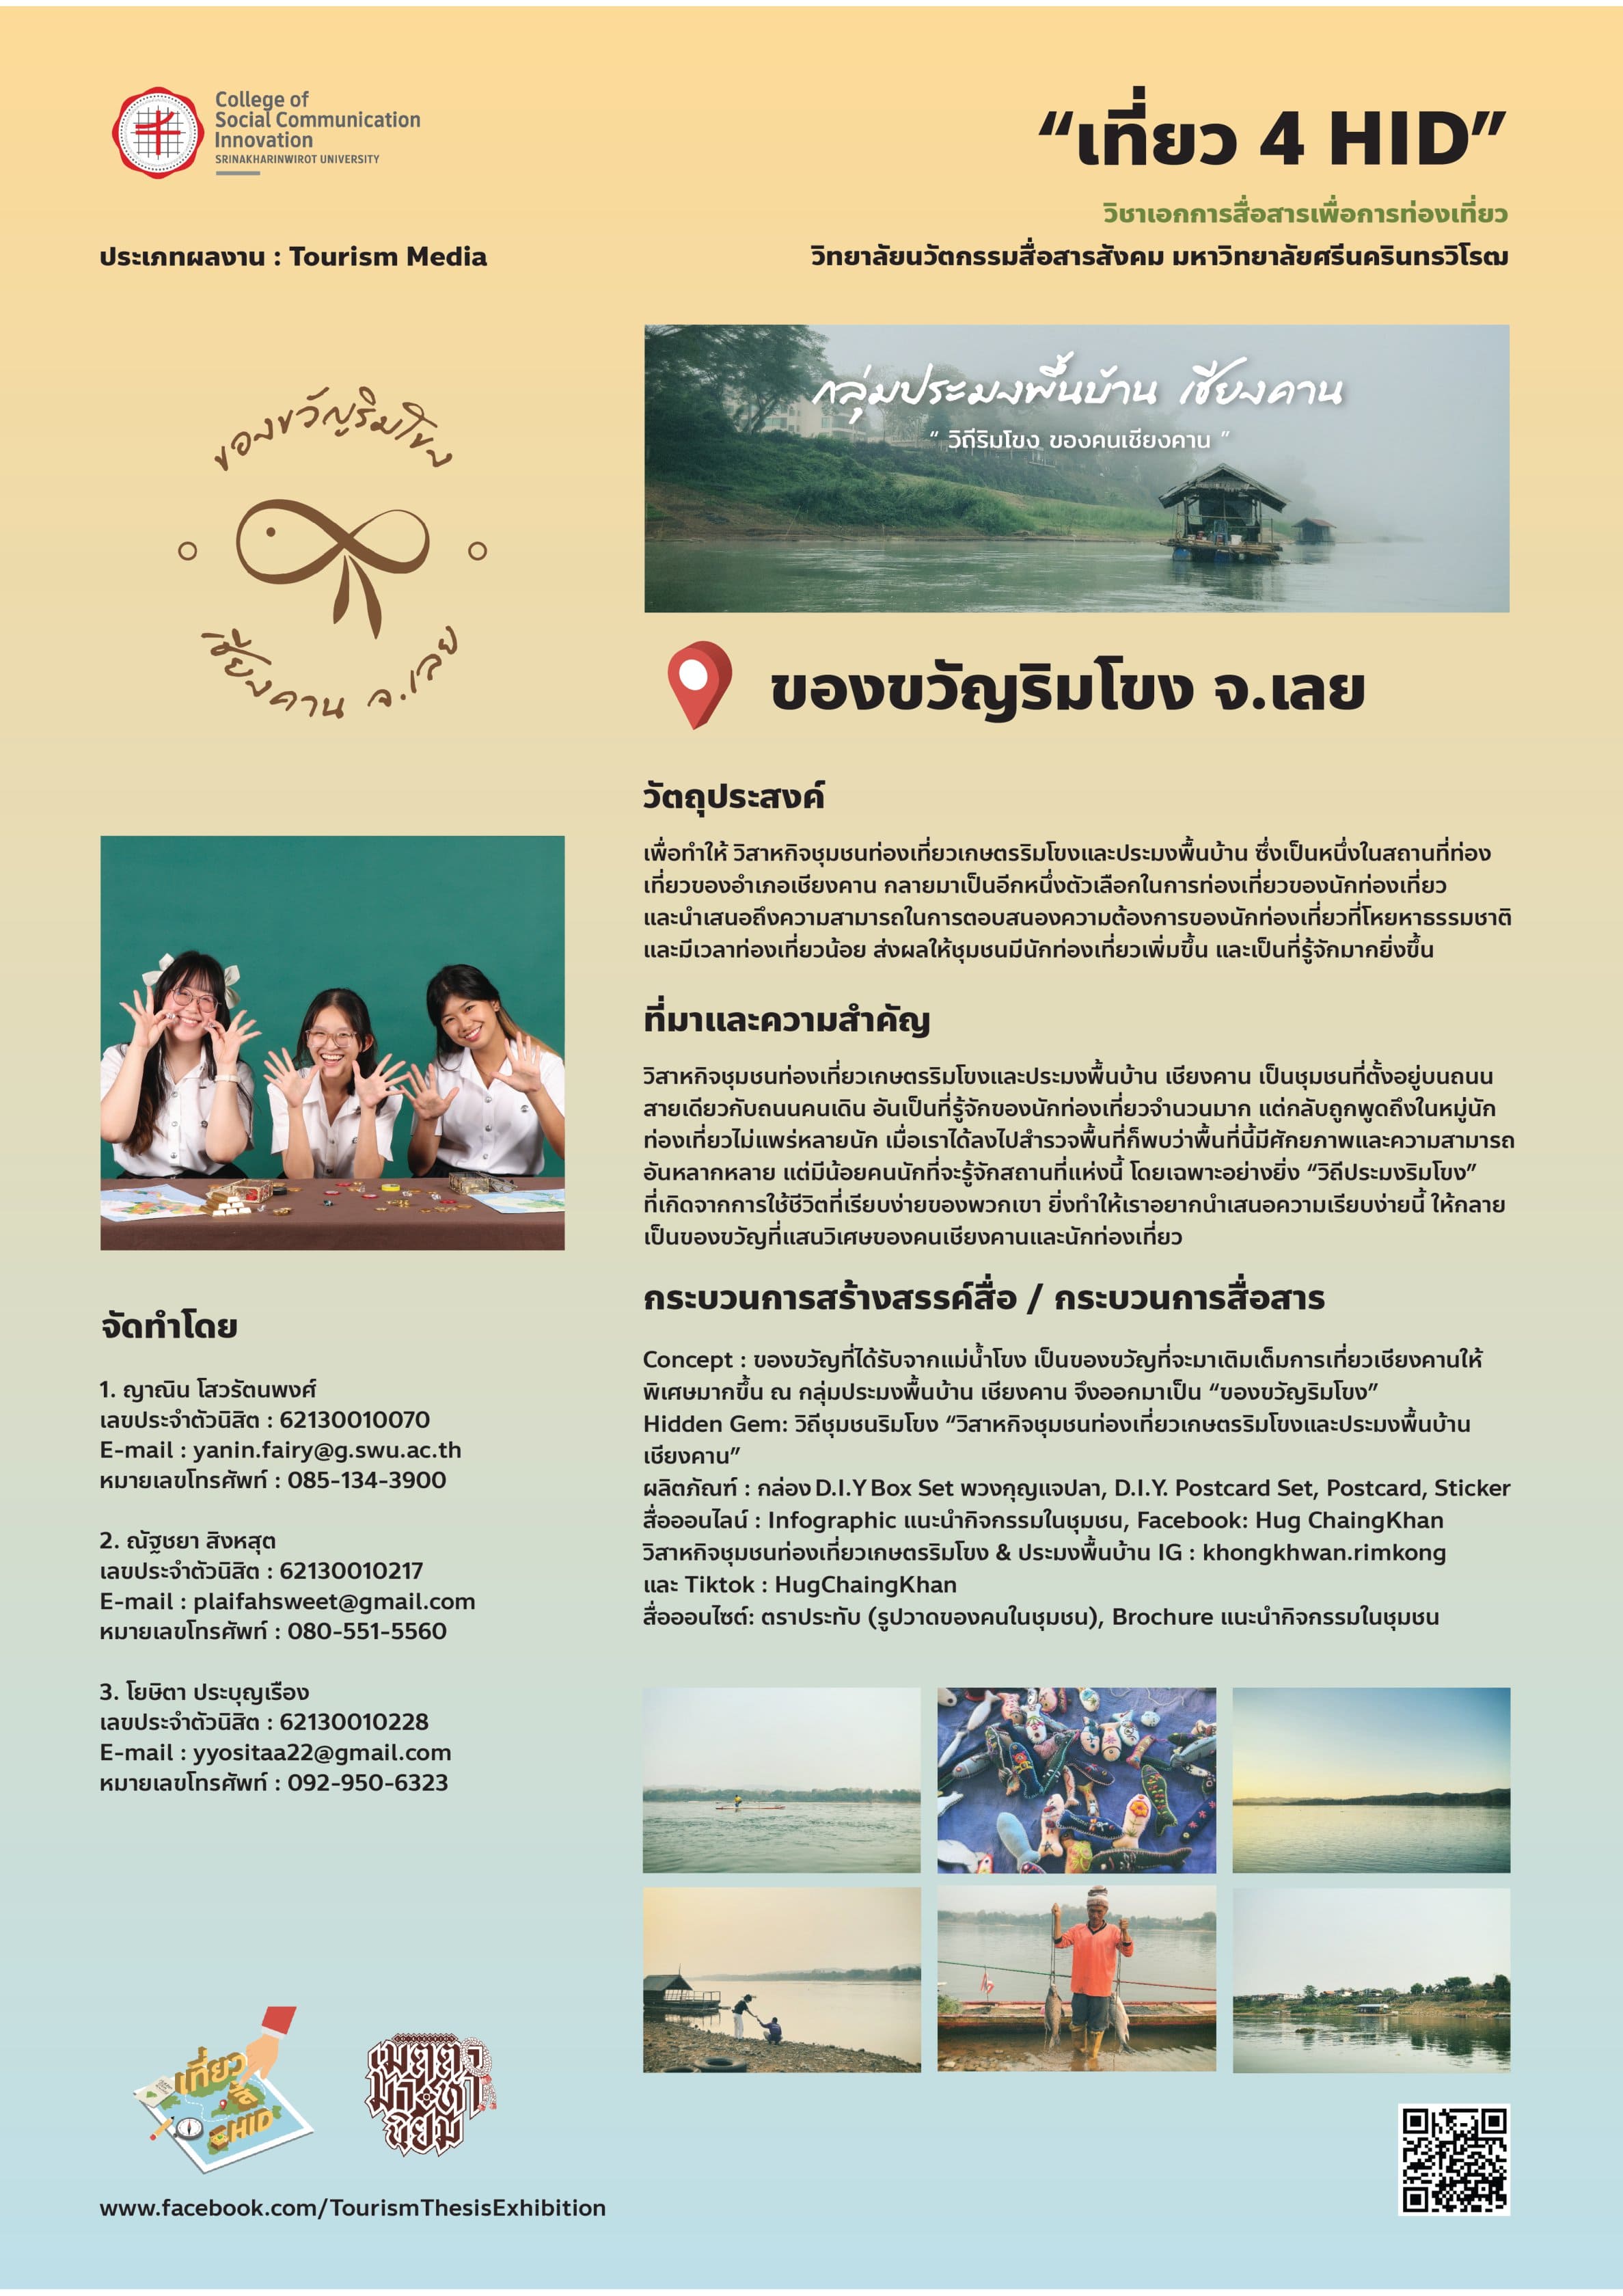 College of
Social Communication
Innovation
SRINAKHARINWIROT UNIVERSITY
“เที่ยว 4 HID”
วิชาเอกการสื่อสารเพื่อการท่องเที่ยว
ประเภทผลงาน : Tourism Media
วิทยาลัยนวัตกรรมสื่อสารสังคม มหาวิทยาลัยศรีนครินทรวิโรฒ
ของขวัญริมโขง
เชียงคาน จ.เลย
กลุ่มประมงพื้นบ้าน เชียงคาน
“ วิถีริมโขง ของคนเชียงคาน ”
ของขวัญริมโขง จ.เลย
วัตถุประสงค์
เพื่อทำให้ วิสาหกิจชุมชนท่องเที่ยวเกษตรริมโขงและประมงพื้นบ้าน ซึ่งเป็นหนึ่งในสถานที่ท่อง
เที่ยวของอำเภอเชียงคาน กลายมาเป็นอีกหนึ่งตัวเลือกในการท่องเที่ยวของนักท่องเที่ยว
และนำเสนอถึงความสามารถในการตอบสนองความต้องการของนักท่องเที่ยวที่โหยหาธรรมชาติ
และมีเวลาท่องเที่ยวน้อย ส่งผลให้ชุมชนมีนักท่องเที่ยวเพิ่มขึ้น และเป็นที่รู้จักมากยิ่งขึ้น
ที่มาและความสำคัญ
วิสาหกิจชุมชนท่องเที่ยวเกษตรริมโขงและประมงพื้นบ้าน เชียงคาน เป็นชุมชนที่ตั้งอยู่บนถนน
สายเดียวกับถนนคนเดิน อันเป็นที่รู้จักของนักท่องเที่ยวจำนวนมาก แต่กลับถูกพูดถึงในหมู่นัก
ท่องเที่ยวไม่แพร่หลายนัก เมื่อเราได้ลงไปสำรวจพื้นที่ก็พบว่าพื้นที่นี้มีศักยภาพและความสามารถ
อันหลากหลาย แต่มีน้อยคนนักที่จะรู้จักสถานที่แห่งนี้ โดยเฉพาะอย่างยิ่ง “วิถีประมงริมโขง”
ที่เกิดจากการใช้ชีวิตที่เรียบง่ายของพวกเขา ยิ่งทำให้เราอยากนำเสนอความเรียบง่ายนี้ ให้กลาย
เป็นของขวัญที่แสนวิเศษของคนเชียงคานและนักท่องเที่ยว
กระบวนการสร้างสรรค์สื่อ / กระบวนการสื่อสาร
Concept : ของขวัญที่ได้รับจากแม่น้ำโขง เป็นของขวัญที่จะมาเติมเต็มการเที่ยวเชียงคานให้
พิเศษมากขึ้น ณ กลุ่มประมงพื้นบ้าน เชียงคาน จึงออกมาเป็น “ของขวัญริมโขง”
Hidden Gem: วิถีชุมชนริมโขง “วิสาหกิจชุมชนท่องเที่ยวเกษตรริมโขงและประมงพื้นบ้าน
เชียงคาน”
ผลิตภัณฑ์ : กล่อง D.I.Y Box Set พวงกุญแจปลา, D.I.Y. Postcard Set, Postcard, Sticker
สื่อออนไลน์ : Infographic แนะนำกิจกรรมในชุมชน, Facebook: Hug ChaingKhan
วิสาหกิจชุมชนท่องเที่ยวเกษตรริมโขง & ประมงพื้นบ้าน IG : khongkhwan.rimkong
และ Tiktok : HugChaingKhan
สื่อออนไซต์: ตราประทับ (รูปวาดของคนในชุมชน), Brochure แนะนำกิจกรรมในชุมชน
จัดทำโดย
1. ญาณิน โสวรัตนพงศ์
เลขประจำตัวนิสิต : 62130010070
E-mail : yanin.fairy@g.swu.ac.th
หมายเลขโทรศัพท์ : 085-134-3900
2. ณัฐชยา สิงหสุต
เลขประจำตัวนิสิต : 62130010217
E-mail : plaifahsweet@gmail.com
หมายเลขโทรศัพท์ : 080-551-5560
3. โยษิตา ประบุญเรือง
เลขประจำตัวนิสิต : 62130010228
E-mail : yyositaa22@gmail.com
หมายเลขโทรศัพท์ : 092-950-6323
เที่ยว
4
HID
www.facebook.com/TourismThesisExhibition